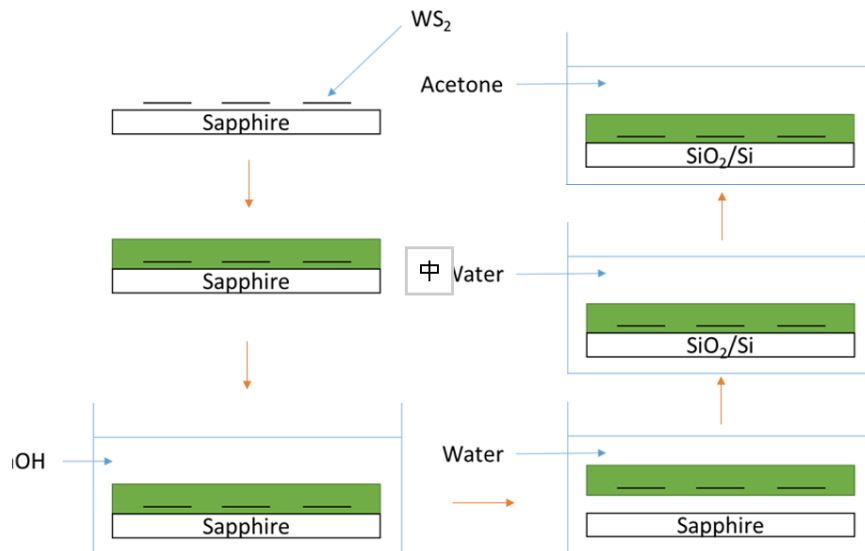 WS₂
Sapphire
Sapphire
OH
Sapphire
Acetone
SiO₂/Si
中
Water
SiO₂/Si
Water
Sapphire